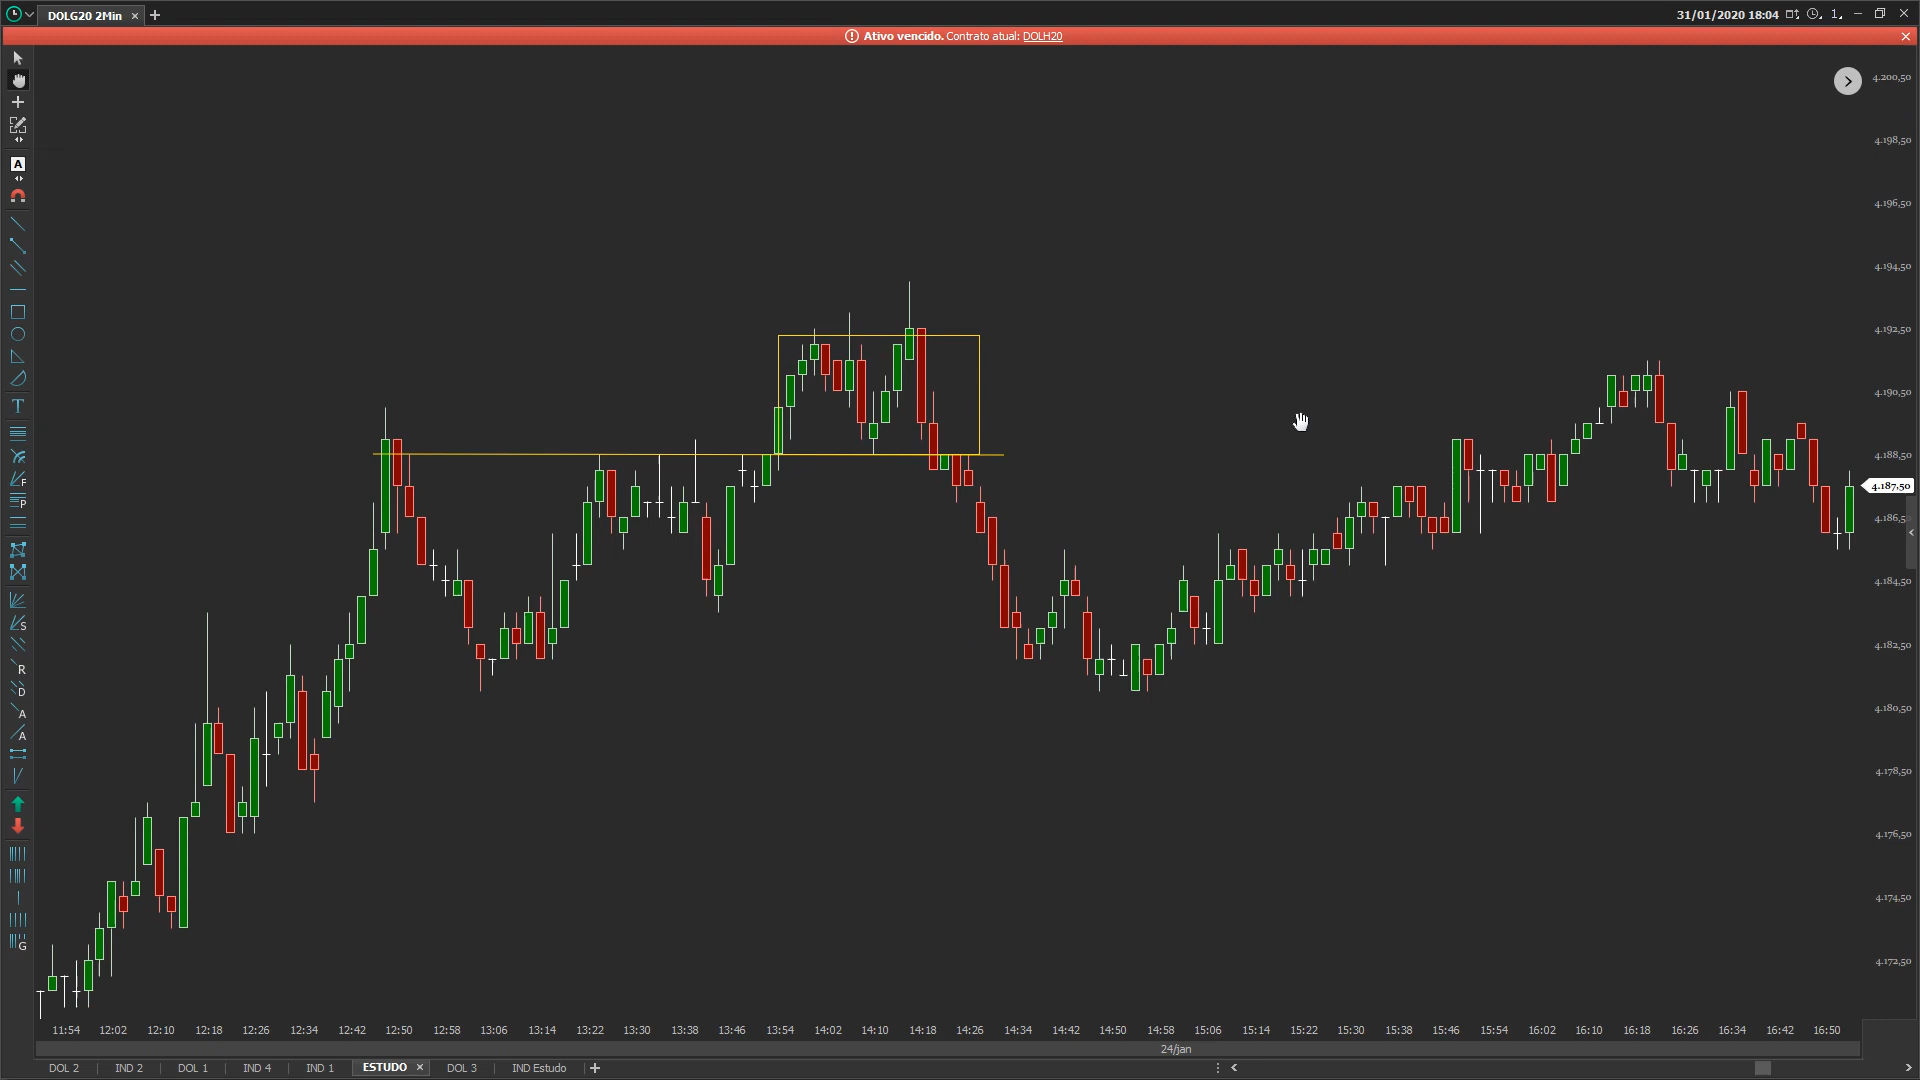 DOLG20 2Min
31/01/2020 18:04
1
Ativo vencido. Contrato atual: DOLH20
A
T
F
P
S
R
D
A
A
G
4.200,50
4.198,50
4.196,50
4.194,50
4.192,50
4.190,50
4.188,50
4.187,50
4.186,5
4.184,50
4.182,50
4.180,50
4.178,50
4.176,50
4.174,50
4.172,50
11:54 12:02 12:10 12:18 12:26 12:34 12:42 12:50 12:58 13:06 13:14 13:22 13:30 13:38 13:46 13:54 14:02 14:10 14:18 14:26 14:34 14:42 14:50 14:58 15:06 15:14 15:22 15:30 15:38 15:46 15:54 16:02 16:10 16:18 16:26 16:34 16:42 16:50
24/jan
DOL 2 IND 2 DOL 1 IND 4 IND 1 ESTUDO DOL 3 IND Estudo